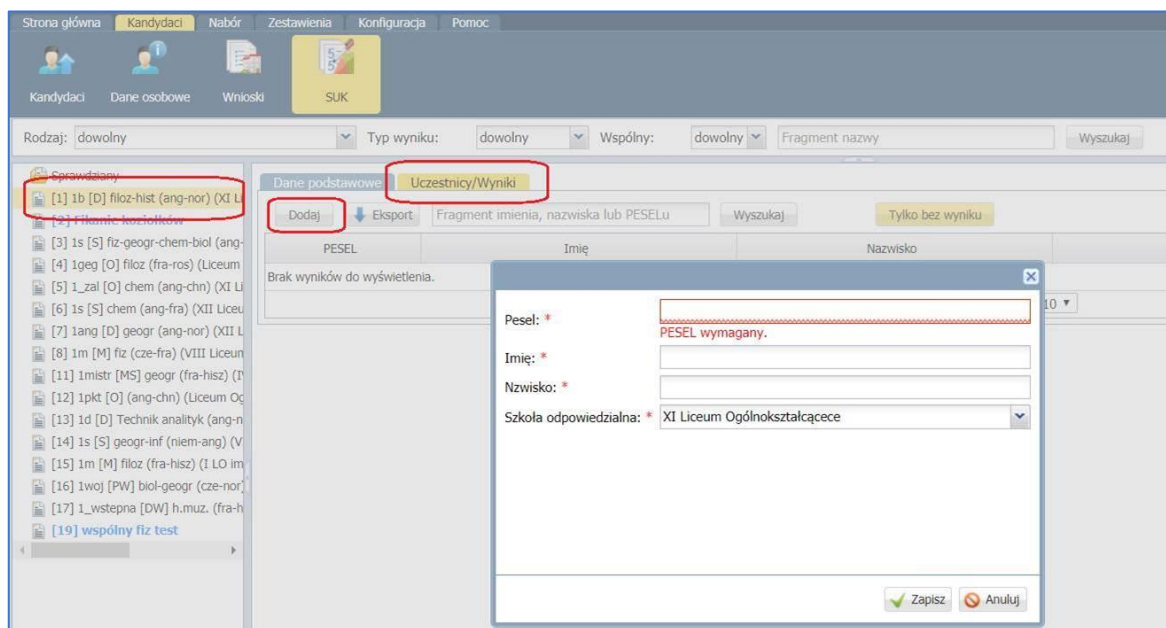 Strona główna Kandydaci Nabór Zestawienia Konfiguracja Pomoc
Kandydaci Dane osobowe Wnioski SUK
Rodzaj: dowolny Typ wyniku: dowolny Wspólny: dowolny Fragment nazwy Wyszukaj
Sprawdziany
[1] 1b [D] filoz-hist (ang-nor) (XI Li
[2] Fikanie koziołków
[3] 1s [S] fiz-geogr-chem-biol (ang-
[4] 1geg [O] filoz (fra-ros) (Liceum
[5] 1_zal [O] chem (ang-chn) (XI Li
[6] 1s [S] chem (ang-fra) (XII Liceu
[7] 1ang [D] geogr (ang-nor) (XII L
[8] 1m [M] fiz (cze-fra) (VIII Liceun
[11] 1mistr [MS] geogr (fra-hisz) (I
[12] 1pkt [O] (ang-chn) (Liceum Og
[13] 1d [D] Technik analityk (ang-n
[14] 1s [S] geogr-inf (niem-ang) (V
[15] 1m [M] filoz (fra-hisz) (I LO im
[16] 1woj [PW] biol-geogr (cze-nor)
[17] 1_wstepna [DW] h.muz. (fra-h
[19] wspólny fiz test
Dane podstawowe Uczestnicy/Wyniki
Dodaj Eksport Fragment imienia, nazwiska lub PESELu Wyszukaj Tylko bez wyniku
PESEL Imię Nazwisko
Brak wyników do wyświetlenia.
10
Pesel: *
PESEL wymagany.
Imię: *
Nzwisko: *
Szkoła odpowiedzialna: * XI Liceum Ogólnokształcącece
Zapisz Anuluj